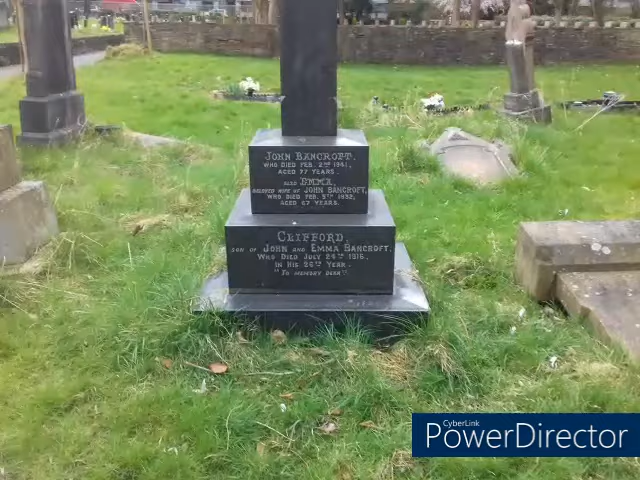 JOHN BANCROFT.
WHO DIED FEB. 2ND 1941,
AGED 77 YEARS.
ALSO EMMA,
BELOVED WIFE OF JOHN BANCROFT,
WHO DIED FEB. 5TH 1932,
AGED 67 YEARS.
CLIFFORD.
SON OF JOHN AND EMMA BANCROFT,
WHO DIED JULY 24TH 1916,
IN HIS 26TH YEAR.
"TO MEMORY DEAR"
CyberLink
PowerDirector